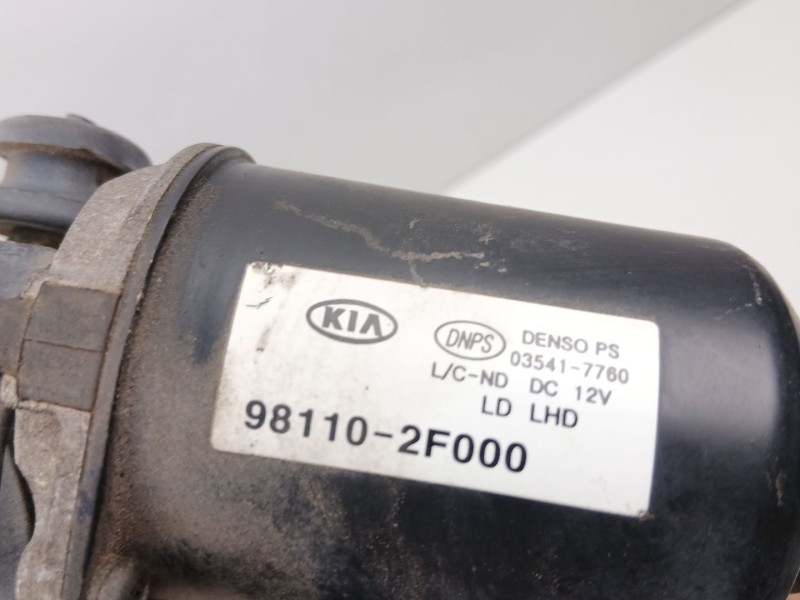 KIA
DNPS
DENSO PS
03541-7760
L/C-ND DC 12V
LD LHD
98110-2F000